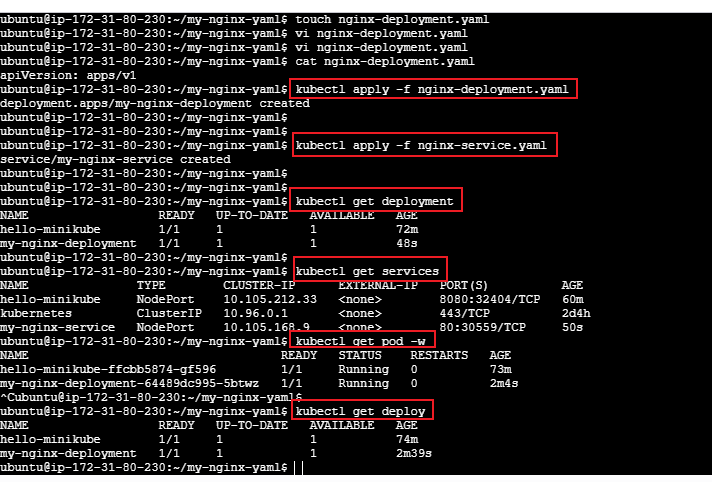 ubuntu@ip-172-31-80-230:~/my-nginx-yaml$ touch nginx-deployment.yaml
ubuntu@ip-172-31-80-230:~/my-nginx-yaml$ vi nginx-deployment.yaml
ubuntu@ip-172-31-80-230:~/my-nginx-yaml$ vi nginx-deployment.yaml
ubuntu@ip-172-31-80-230:~/my-nginx-yaml$ cat nginx-deployment.yaml
apiVersion: apps/v1
ubuntu@ip-172-31-80-230:~/my-nginx-yaml$ kubectl apply -f nginx-deployment.yaml
deployment.apps/my-nginx-deployment created
ubuntu@ip-172-31-80-230:~/my-nginx-yaml$
ubuntu@ip-172-31-80-230:~/my-nginx-yaml$
ubuntu@ip-172-31-80-230:~/my-nginx-yaml$ kubectl apply -f nginx-service.yaml
service/my-nginx-service created
ubuntu@ip-172-31-80-230:~/my-nginx-yaml$
ubuntu@ip-172-31-80-230:~/my-nginx-yaml$
ubuntu@ip-172-31-80-230:~/my-nginx-yaml$ kubectl get deployment
NAME READY UP-TO-DATE AVAILABLE AGE
hello-minikube 1/1 1 1 72m
my-nginx-deployment 1/1 1 1 48s
ubuntu@ip-172-31-80-230:~/my-nginx-yaml$
ubuntu@ip-172-31-80-230:~/my-nginx-yaml$ kubectl get services
NAME TYPE CLUSTER-IP EXTERNAL-IP PORT(S) AGE
hello-minikube NodePort 10.105.212.33 <none> 8080:32404/TCP 60m
kubernetes ClusterIP 10.96.0.1 <none> 443/TCP 2d4h
my-nginx-service NodePort 10.105.168.9 <none> 80:30559/TCP 50s
ubuntu@ip-172-31-80-230:~/my-nginx-yaml$ kubectl get pod -w
NAME READY STATUS RESTARTS AGE
hello-minikube-ffcbb5874-gf596 1/1 Running 0 73m
my-nginx-deployment-64489dc995-5btwz 1/1 Running 0 2m4s
^Cubuntu@ip-172-31-80-230:~/my-nginx-yaml$
ubuntu@ip-172-31-80-230:~/my-nginx-yaml$ kubectl get deploy
NAME READY UP-TO-DATE AVAILABLE AGE
hello-minikube 1/1 1 1 74m
my-nginx-deployment 1/1 1 1 2m39s
ubuntu@ip-172-31-80-230:~/my-nginx-yaml$